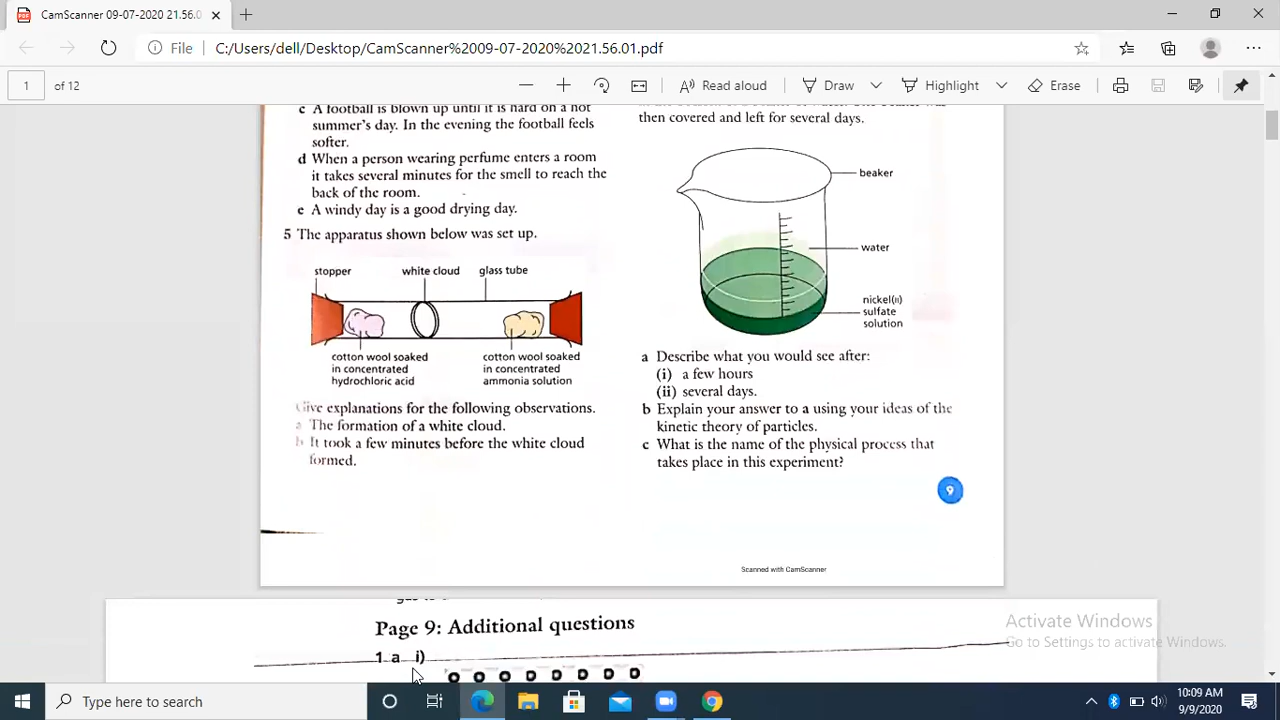 CamScanner 09-07-2020 21.56.0
File
C:/Users/dell/Desktop/CamScanner%2009-07-2020%2021.56.01.pdf
1 of 12
Read aloud
Draw
Highlight
Erase
c A football is blown up until it is hard on a hot
summer's day. In the evening the football feels
softer.
d When a person wearing perfume enters a room
it takes several minutes for the smell to reach the
back of the room.
e A windy day is a good drying day.
5 The apparatus shown below was set up.
stopper
white cloud
glass tube
cotton wool soaked
in concentrated
hydrochloric acid
cotton wool soaked
in concentrated
ammonia solution
Give explanations for the following observations.
a The formation of a white cloud.
b It took a few minutes before the white cloud
formed.
then covered and left for several days.
beaker
water
nickel(II)
sulfate
solution
a Describe what you would see after:
(i) a few hours
(ii) several days.
b Explain your answer to a using your ideas of the
kinetic theory of particles.
c What is the name of the physical process that
takes place in this experiment?
9
Scanned with CamScanner
Page 9: Additional questions
1 a i)
Activate Windows
Go to Settings to activate Windows.
Type here to search
10:09 AM
9/9/2020